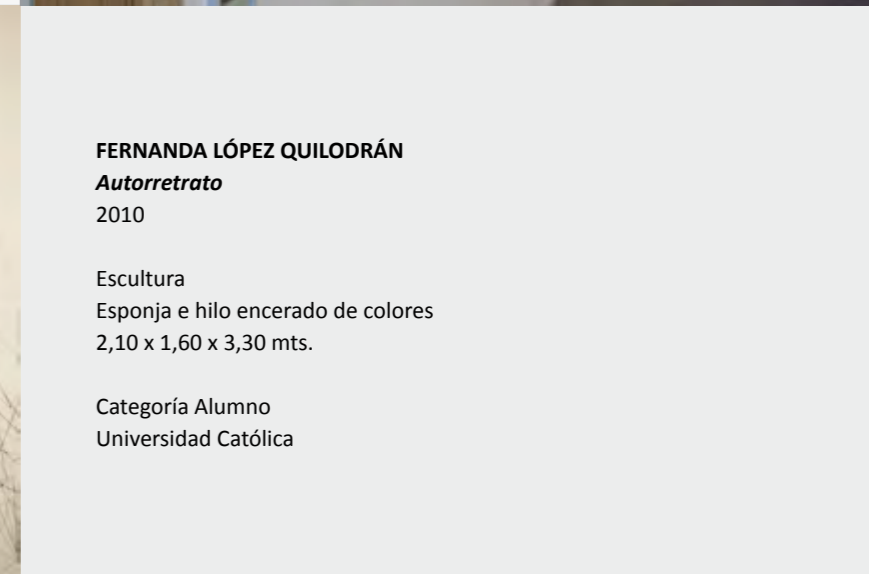 FERNANDA LÓPEZ QUILODRÁN
Autorretrato
2010
Escultura
Esponja e hilo encerado de colores
2,10 x 1,60 x 3,30 mts.
Categoría Alumno
Universidad Católica